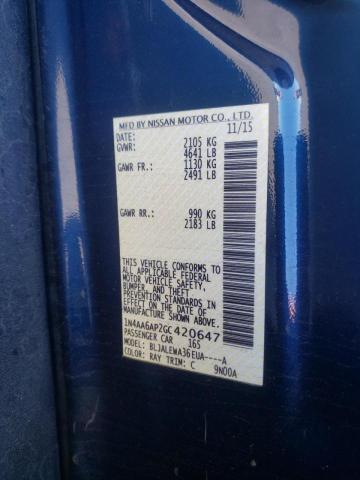 MFD BY NISSAN MOTOR CO., LTD.
DATE: 11/15
GVWR: 2105 KG
4641 LB
GAWR FR: 1130 KG
2491 LB
GAWR RR: 990 KG
2183 LB
THIS VEHICLE CONFORMS
TO ALL APPLICABLE FEDERAL
MOTOR VEHICLE SAFETY,
BUMPER, AND THEFT
PREVENTION STANDARDS
IN EFFECT ON THE DATE OF
MANUFACTURE SHOWN ABOVE.
1N4AA6AP2GC420647
PASSENGER CAR 165
MODEL: BLJALEWA36EUA----A
COLOR: RAY TRIM: C 9N00A